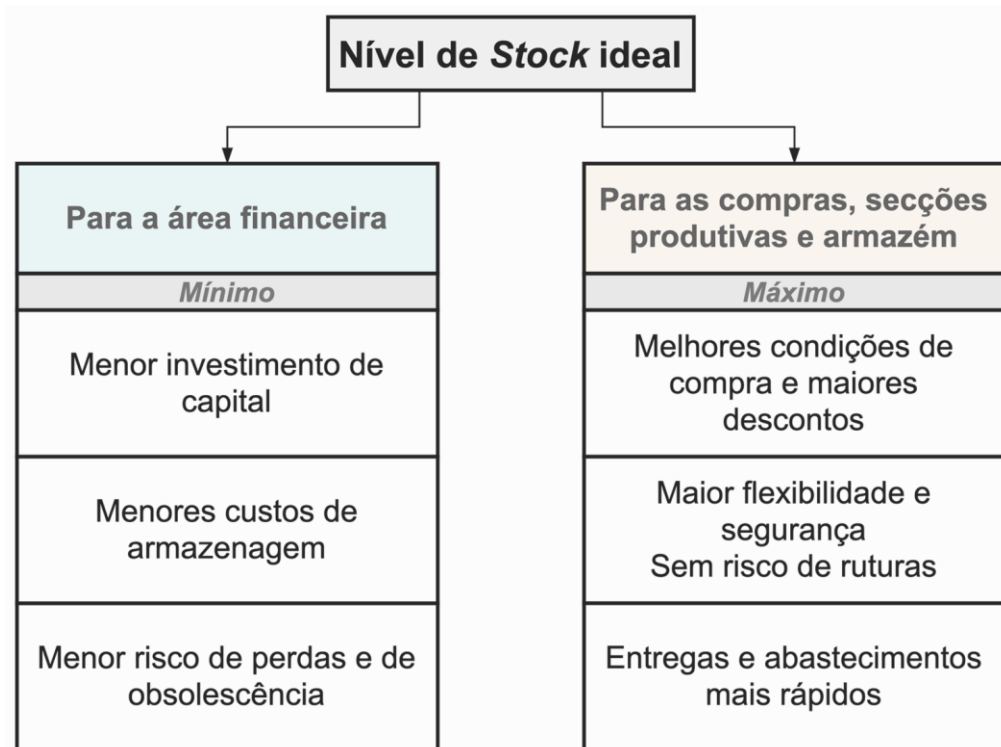 Nível de Stock ideal
Para a área financeira
Mínimo
Menor investimento de
capital
Menores custos de
armazenagem
Menor risco de perdas e de
obsolescência
Para as compras, secções
produtivas e armazém
Máximo
Melhores condições de
compra e maiores
descontos
Maior flexibilidade e
segurança
Sem risco de ruturas
Entregas e abastecimentos
mais rápidos